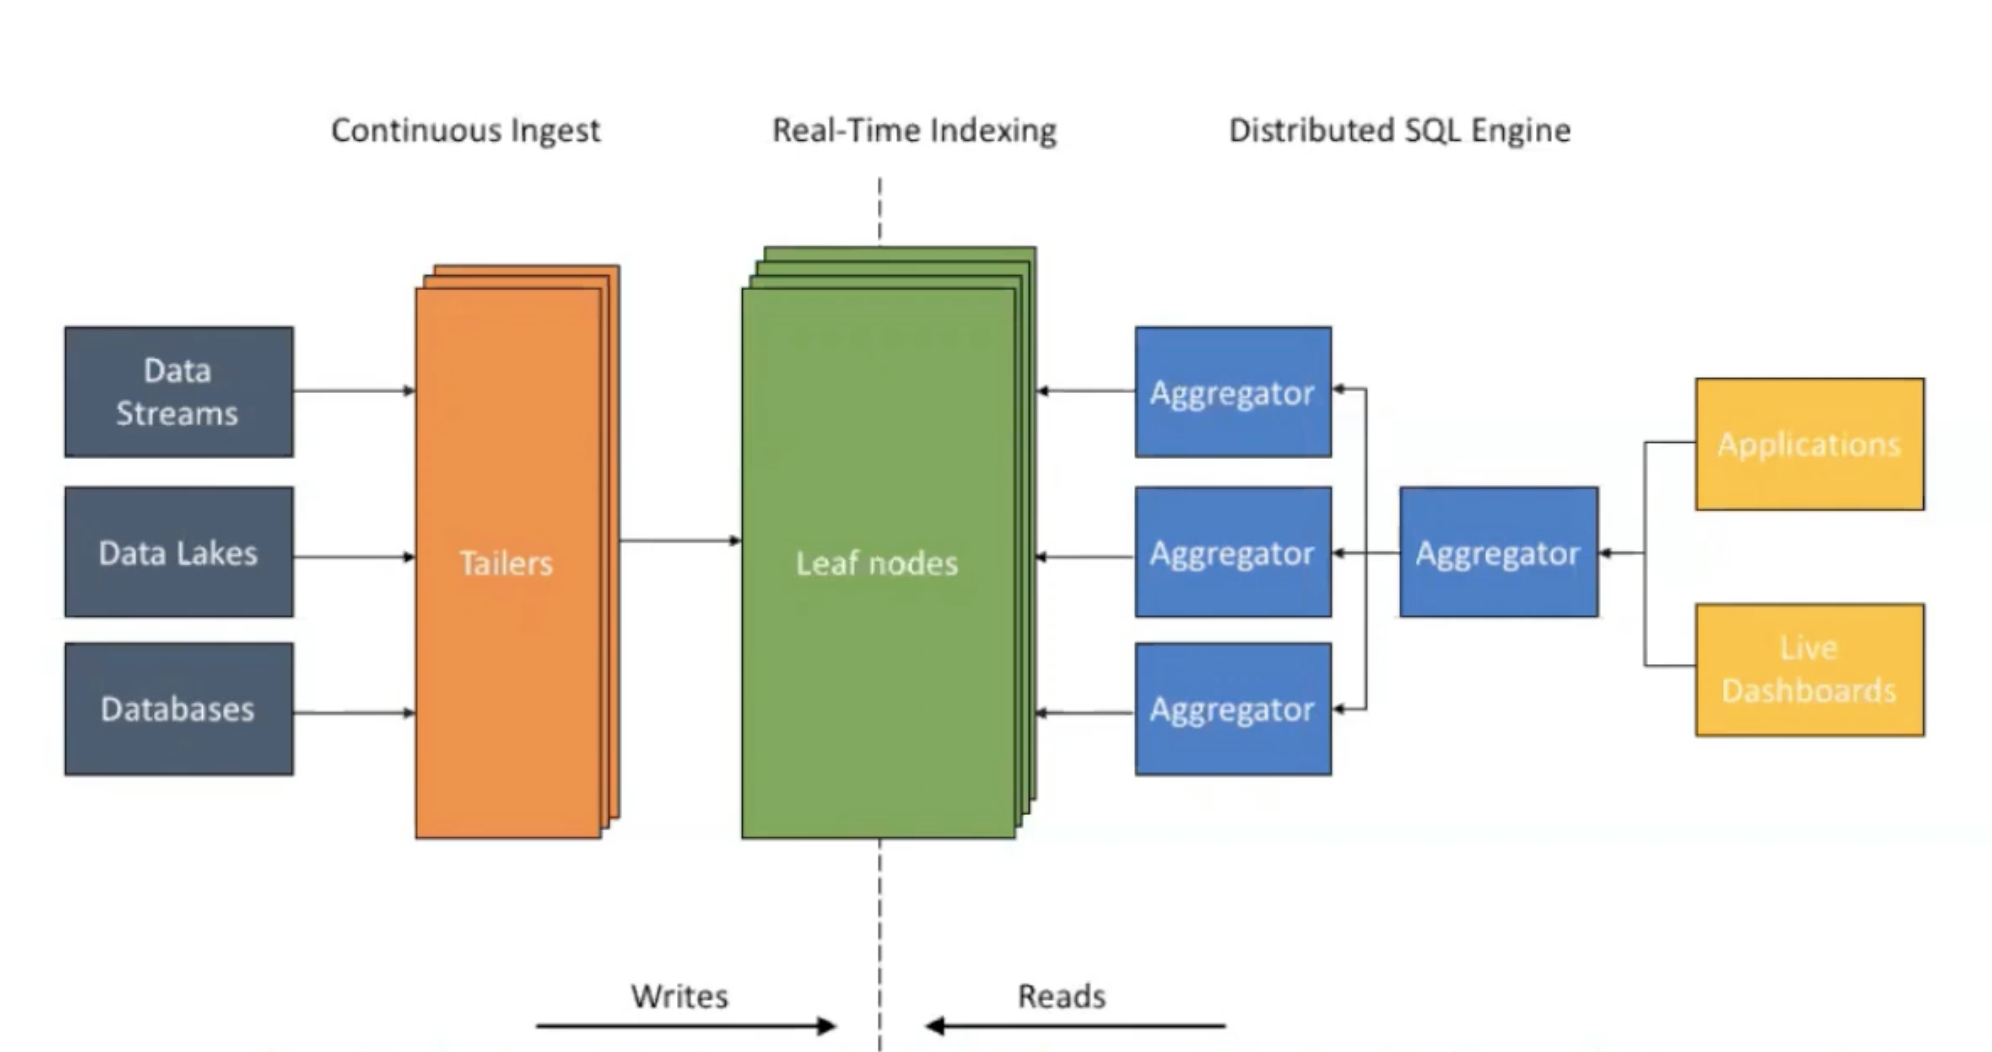 Continuous Ingest
Real-Time Indexing
Distributed SQL Engine
Data
Streams
Data Lakes
Databases
Tailers
Leaf nodes
Aggregator
Aggregator
Aggregator
Aggregator
Applications
Live
Dashboards
Writes
Reads